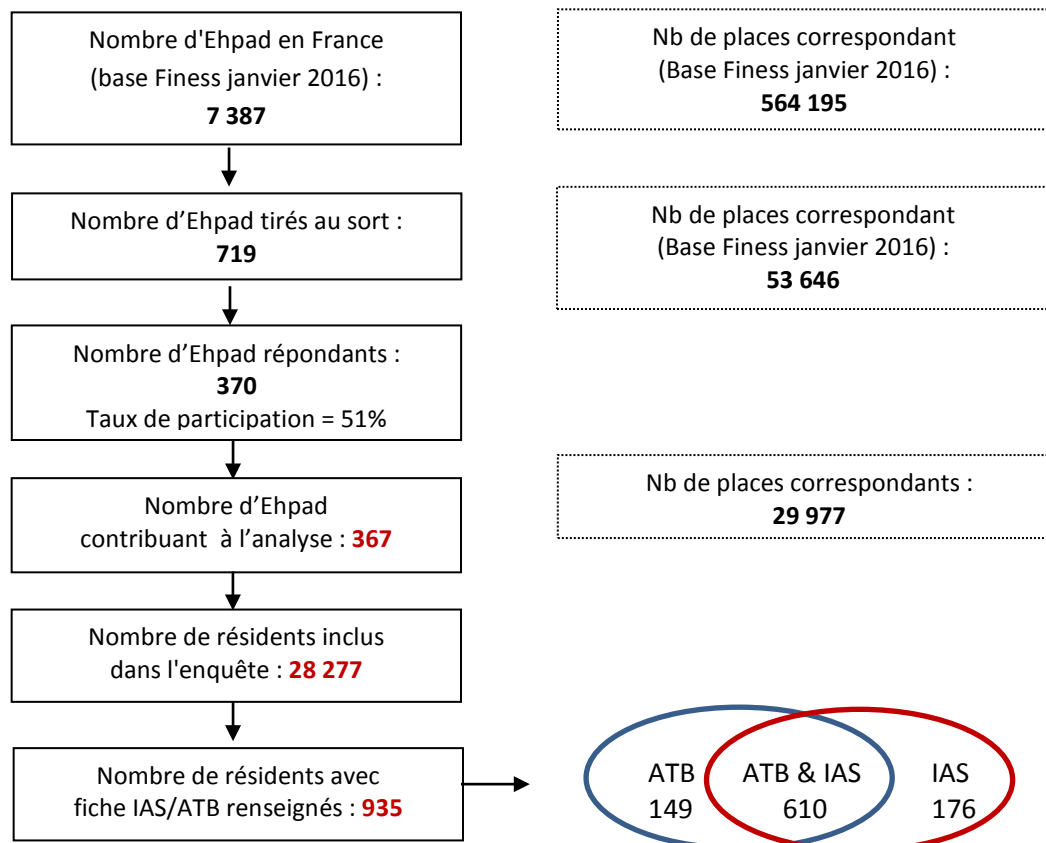 Nombre d'Ehpad en France
(base Finess janvier 2016) :
7 387
Nb de places correspondant
(Base Finess janvier 2016) :
564 195
Nombre d’Ehpad tirés au sort :
719
Nb de places correspondant
(Base Finess janvier 2016) :
53 646
Nombre d’Ehpad répondants :
370
Taux de participation = 51%
Nombre d’Ehpad
contribuant à l’analyse : 367
Nb de places correspondants :
29 977
Nombre de résidents inclus
dans l'enquête : 28 277
Nombre de résidents avec
fiche IAS/ATB renseignés : 935
ATB
149
ATB & IAS
610
IAS
176